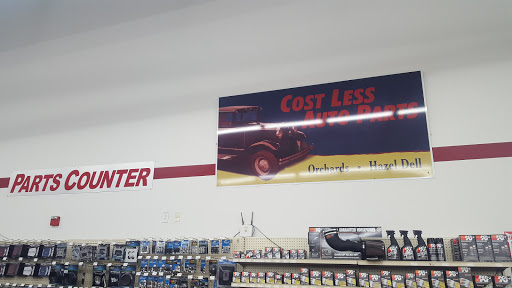 COST LESS
AUTO PARTS
Orchards • Hazel Dell
PARTS COUNTER